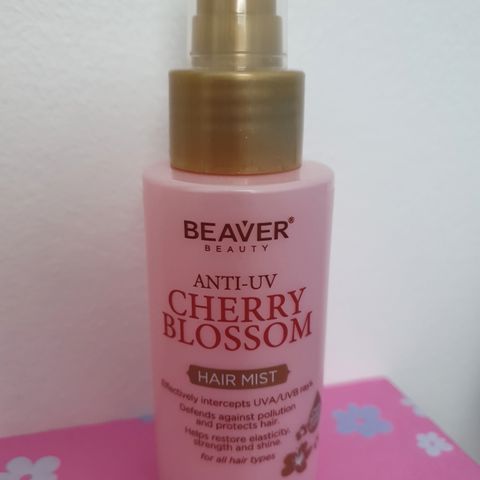 BEAVER®
BEAUTY
ANTI-UV
CHERRY
BLOSSOM
HAIR MIST
Effectively intercepts UVA/UVB rays.
Defends against pollution
and protects hair.
Helps restore elasticity,
strength and shine.
for all hair types